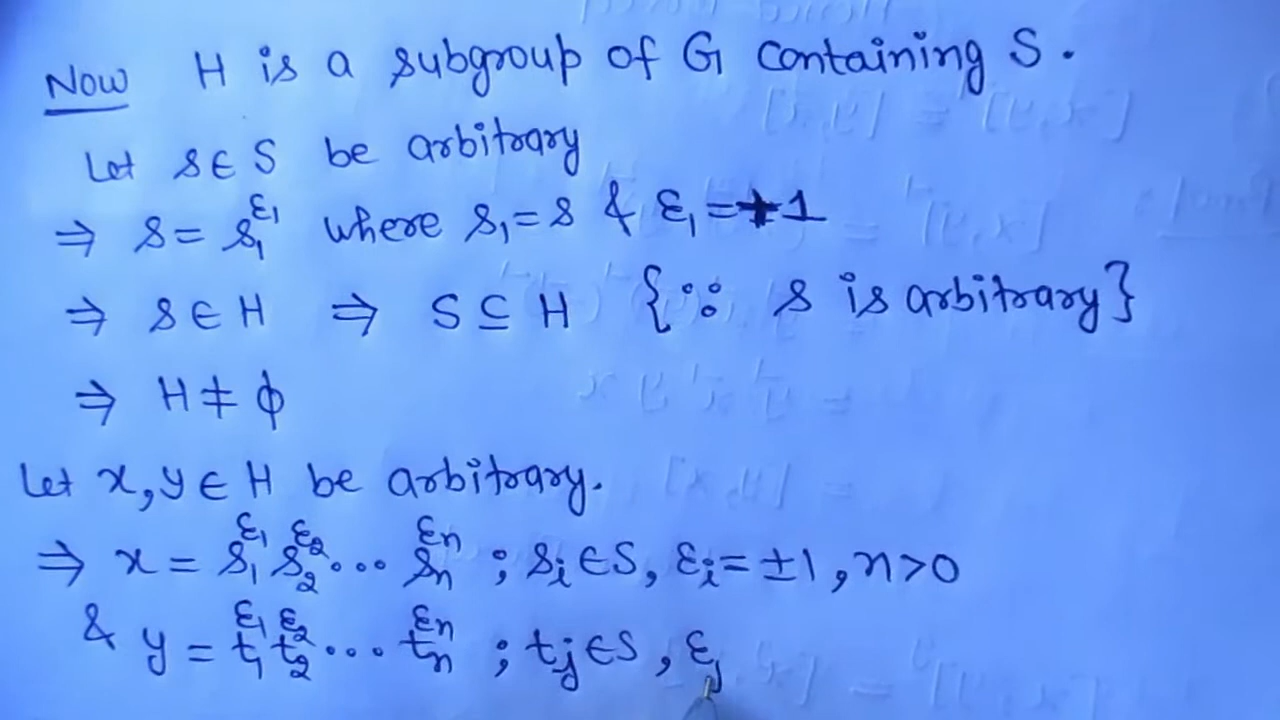 Now H is a subgroup of G containing S.
Let s∈S be arbitrary
⇒ s = s₁^ε₁ where s₁=s & ε₁=+1
⇒ s∈H ⇒ S⊆H {∵ s is arbitrary}
⇒ H≠ϕ
Let x,y∈H be arbitrary.
⇒ x = s₁^ε₁ s₂^ε₂ ... sₙ^εₙ ; sᵢ∈S, εᵢ=±1, n>0
& y = t₁^ε₁ t₂^ε₂ ... tₙ^εₙ ; tⱼ∈S, εⱼ